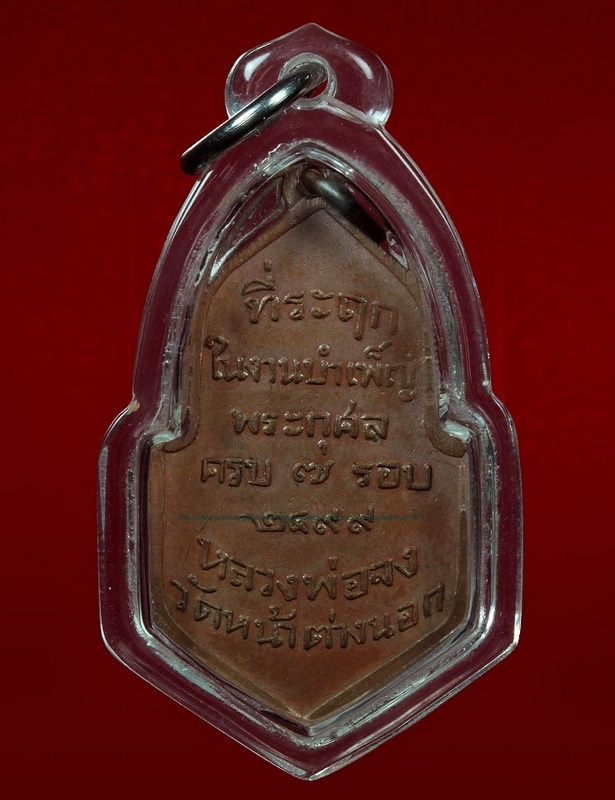 ที่ระฤก
ในงานบำเพ็ญ
พระกุศล
ครบ ๗ รอบ
๒๔๙๙
หลวงพ่อจง
วัดหน้าต่างนอก